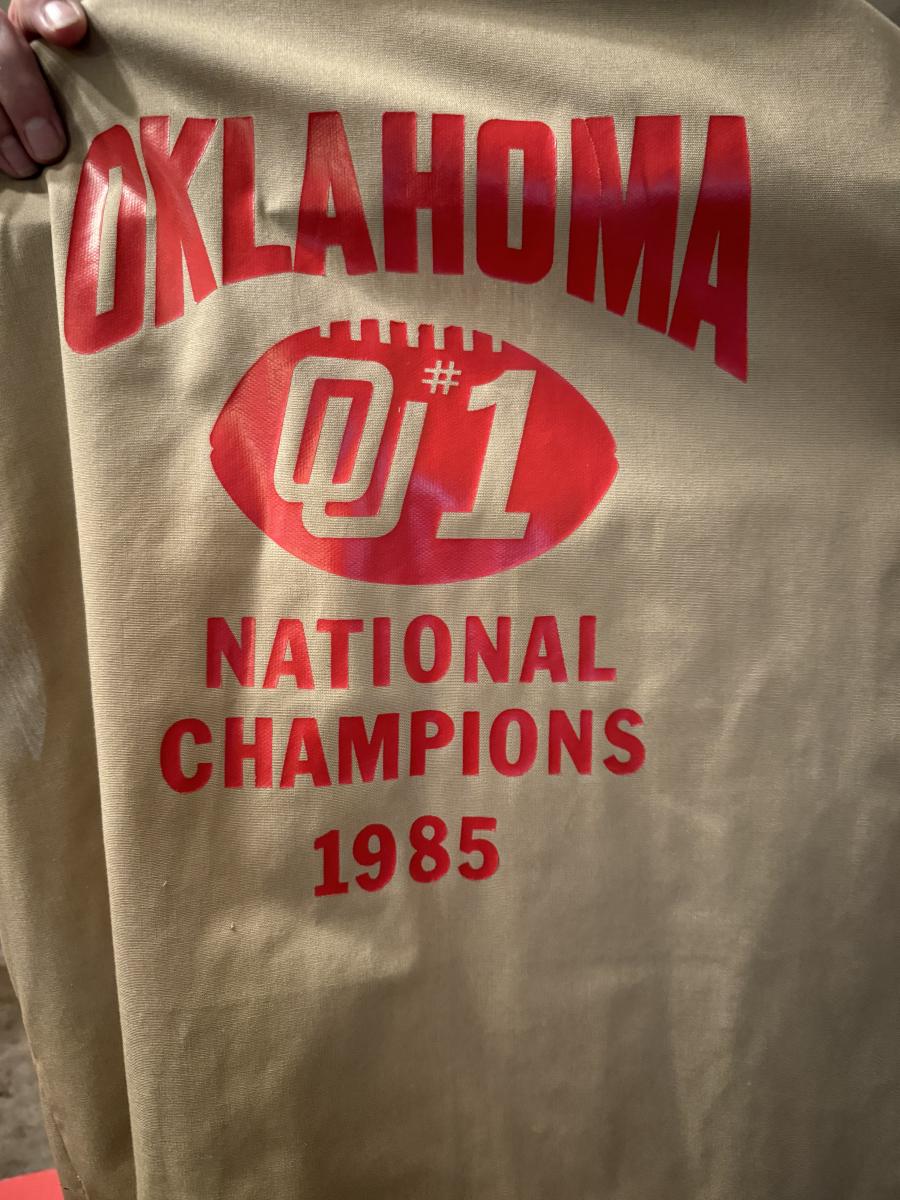 OKLAHOMA
OU #1
NATIONAL
CHAMPIONS
1985